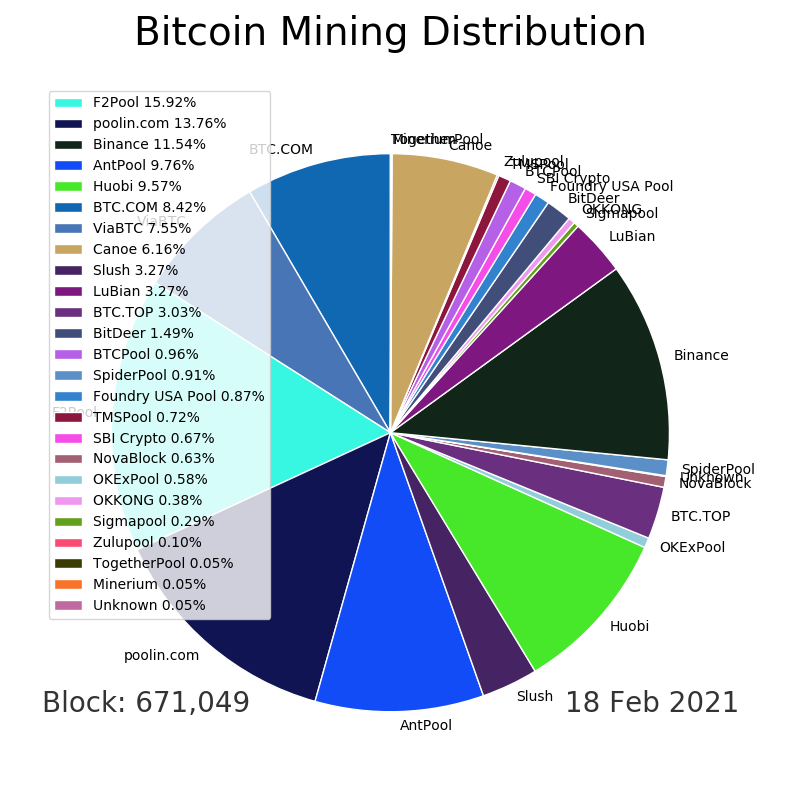 Bitcoin Mining Distribution
F2Pool 15.92%
poolin.com 13.76%
Binance 11.54%
AntPool 9.76%
Huobi 9.57%
BTC.COM 8.42%
ViaBTC 7.55%
Canoe 6.16%
Slush 3.27%
LuBian 3.27%
BTC.TOP 3.03%
BitDeer 1.49%
BTCPool 0.96%
SpiderPool 0.91%
Foundry USA Pool 0.87%
TMSPool 0.72%
SBI Crypto 0.67%
NovaBlock 0.63%
OKExPool 0.58%
OKKONG 0.38%
Sigmapool 0.29%
Zulupool 0.10%
TogetherPool 0.05%
Minerium 0.05%
Unknown 0.05%
TogetherPool
Minerium
Canoe
Zulupool
TMSPool
BTCPool
SBI Crypto
Foundry USA Pool
BitDeer
OKKONG
Sigmapool
LuBian
Binance
SpiderPool
Unknown
NovaBlock
BTC.TOP
OKExPool
Huobi
Slush
AntPool
poolin.com
F2Pool
ViaBTC
BTC.COM
Block: 671,049
18 Feb 2021